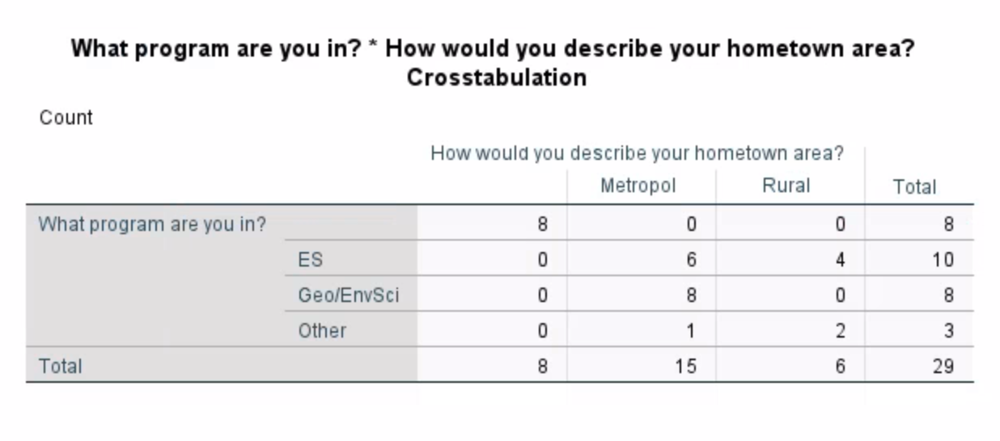 What program are you in? * How would you describe your hometown area?
Crosstabulation
Count
How would you describe your hometown area?
Metropol Rural Total
What program are you in? 8 0 0 8
ES 0 6 4 10
Geo/EnvSci 0 8 0 8
Other 0 1 2 3
Total 8 15 6 29